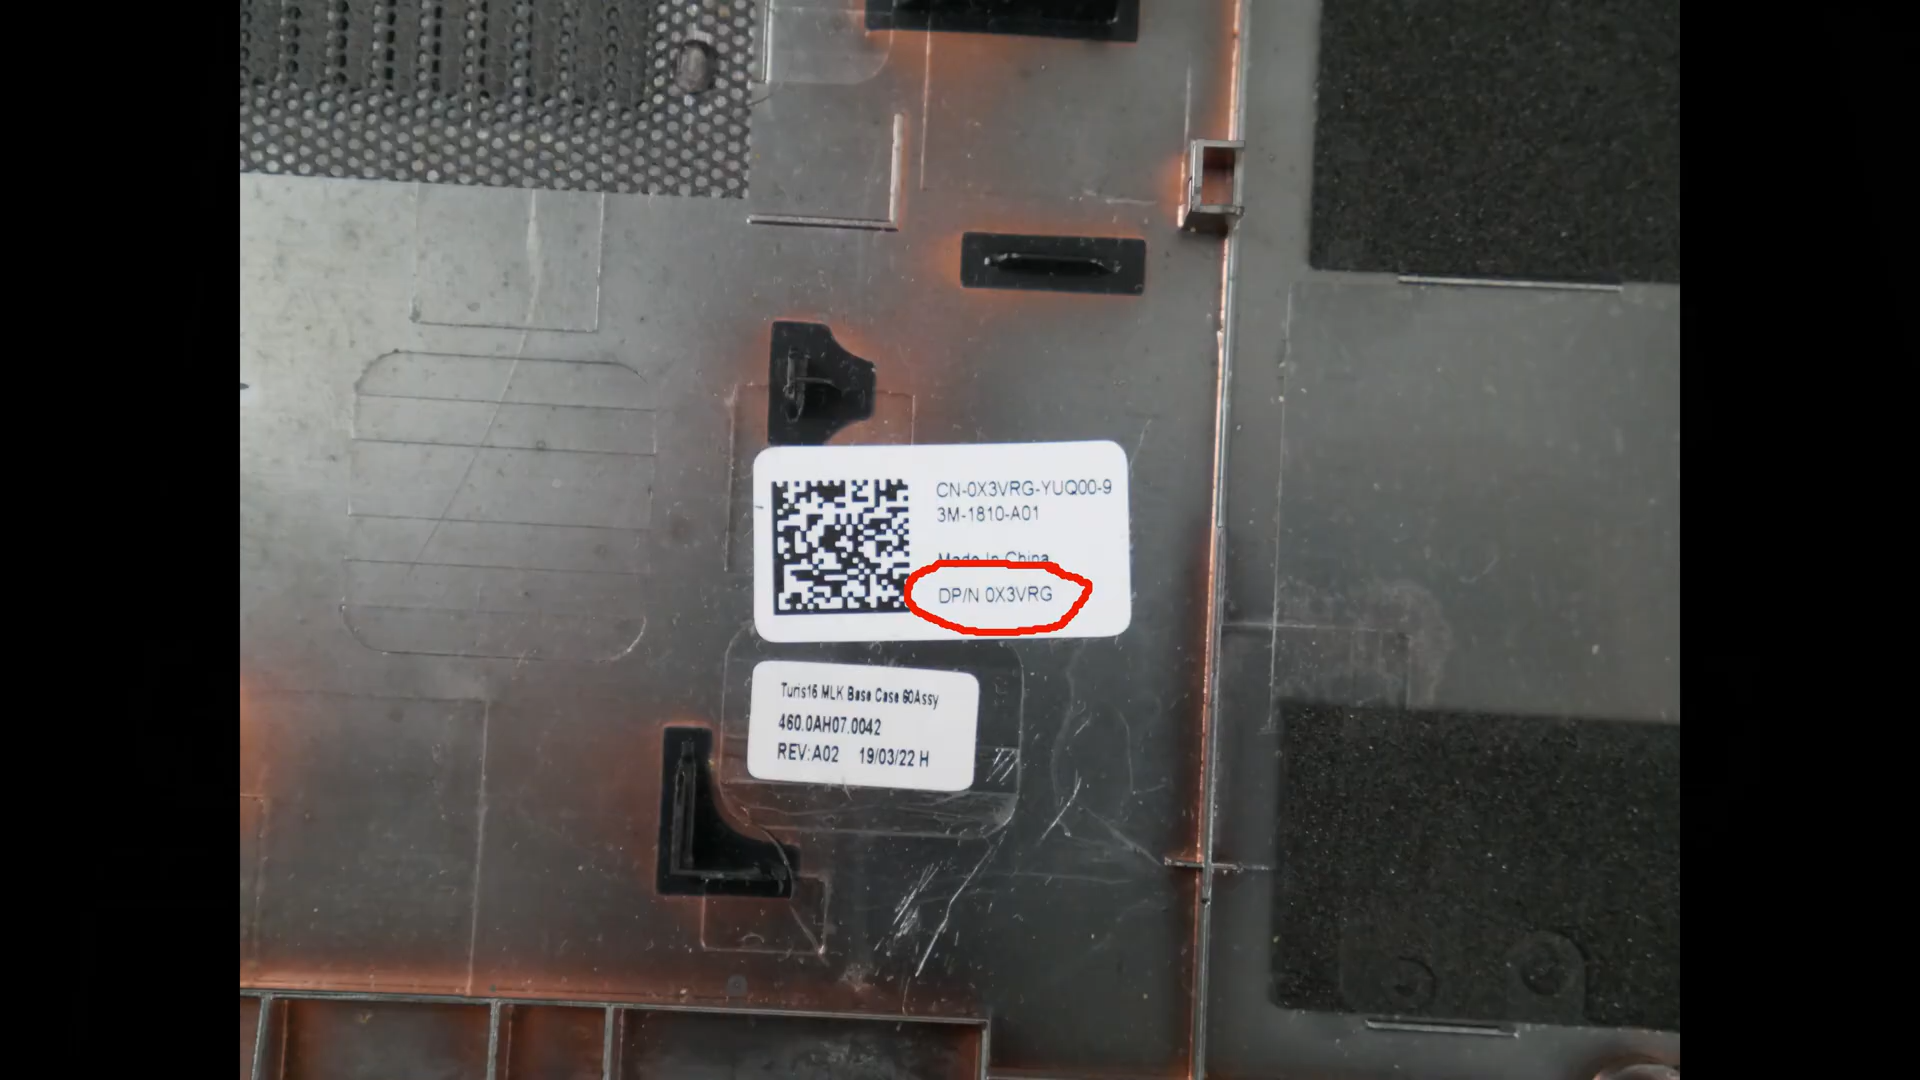 CN-0X3VRG-YUQ00-9
3M-1810-A01
Made In China
DP/N 0X3VRG
Turis15 MLK Base Case 60Assy
460.0AH07.0042
REV:A02 19/03/22 H